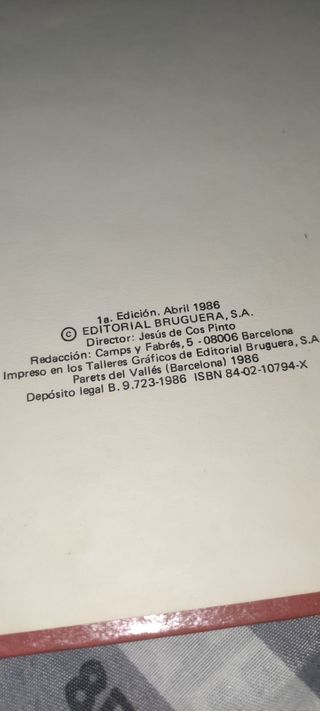 1a. Edición. Abril 1986
© EDITORIAL BRUGUERA, S.A.
Director: Jesús de Cos Pinto
Redacción: Camps y Fabrés, 5 - 08006 Barcelona
Impreso en los Talleres Gráficos de Editorial Bruguera, S.A
Parets del Vallés (Barcelona) 1986
Depósito legal B. 9.723-1986 ISBN 84-02-10794-X